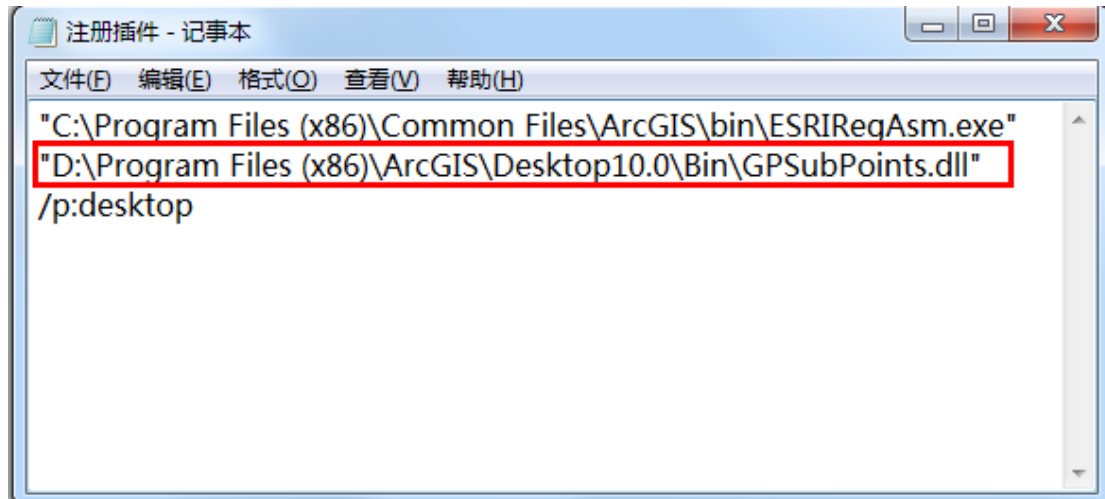 注册插件 - 记事本
文件(F) 编辑(E) 格式(O) 查看(V) 帮助(H)
"C:\Program Files (x86)\Common Files\ArcGIS\bin\ESRIRegAsm.exe"
"D:\Program Files (x86)\ArcGIS\Desktop10.0\Bin\GPSubPoints.dll"
/p:desktop